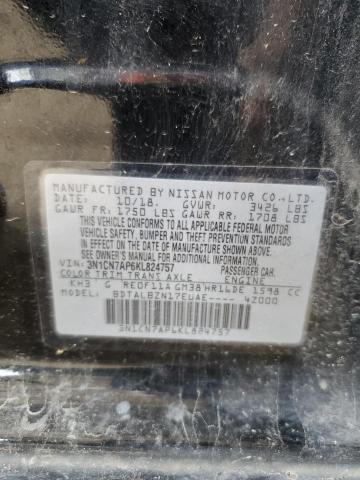 MANUFACTURED BY NISSAN MOTOR CO.,LTD.
DATE: 10/18. GVWR: 3426 LBS
GAWR FR: 1750 LBS GAWR RR: 1708 LBS
THIS VEHICLE CONFORMS TO ALL APPLICABLE FEDERAL MOTOR
VEHICLE SAFETY, BUMPER AND THEFT PREVENTION STANDARDS
IN EFFECT ON THE DATE OF MANUFACTURE SHOWN ABOVE.
SEE OWNER'S MANUAL FOR ADDITIONAL INFORMATION.
VIN: 3N1CN7AP6KL824757 PASSENGER CAR.
COLOR TRIM TRANS AXLE ENGINE
KH3 G RE0F11A GM38 HR16DE 1598 CC
MODEL: BDTALBZN17EUAE---- 42000
3N1CN7AP6KL824757